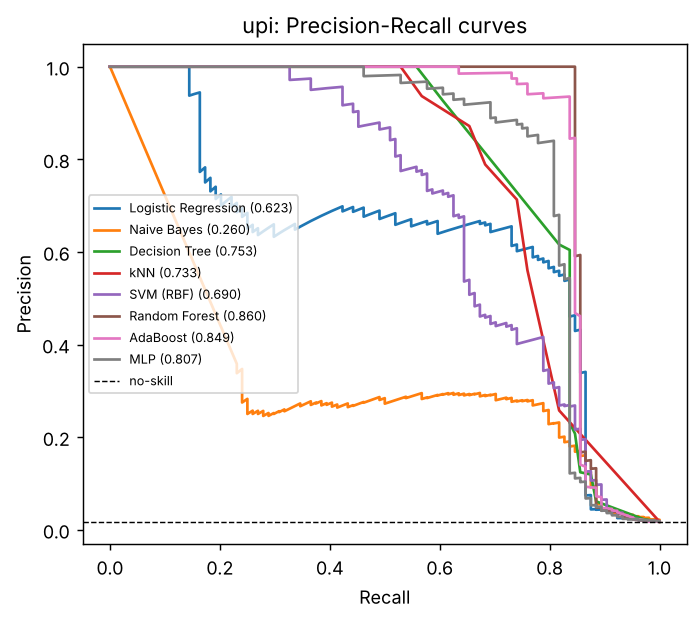 upi: Precision-Recall curves
Precision
1.0
0.8
0.6
0.4
0.2
0.0
Logistic Regression (0.623)
Naive Bayes (0.260)
Decision Tree (0.753)
kNN (0.733)
SVM (RBF) (0.690)
Random Forest (0.860)
AdaBoost (0.849)
MLP (0.807)
no-skill
0.0 0.2 0.4 0.6 0.8 1.0
Recall